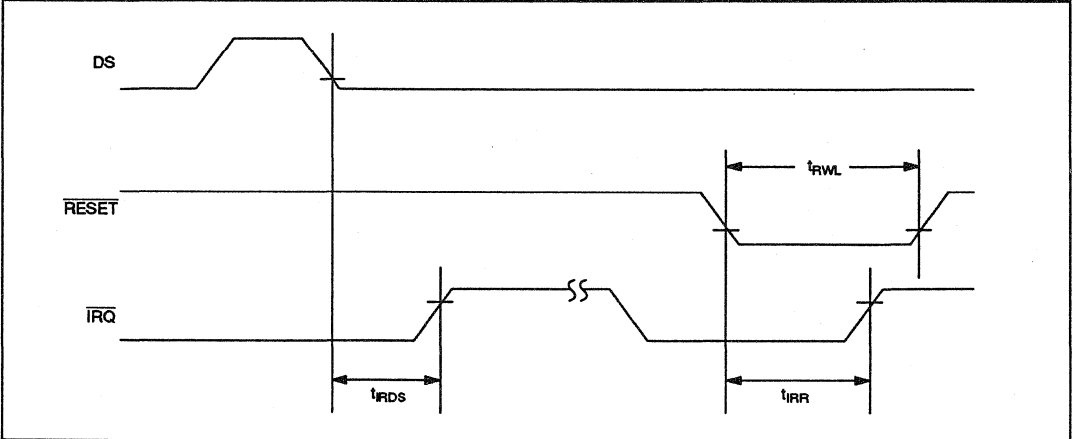 DS
tRWL
RESET
IRQ
tIRDS
tIRR